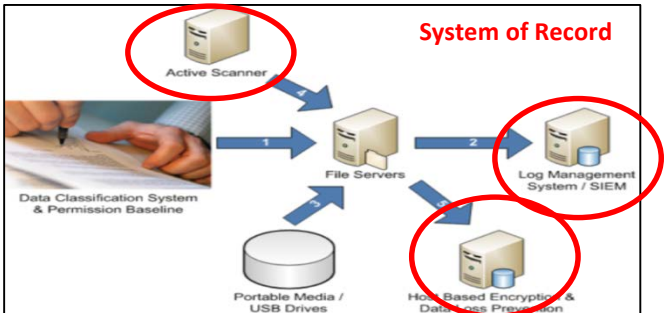 System of Record
Active Scanner
4
1
2
File Servers
Log Management
System / SIEM
Data Classification System
& Permission Baseline
3
5
Portable Media /
USB Drives
Host Based Encryption &
Data Loss Prevention